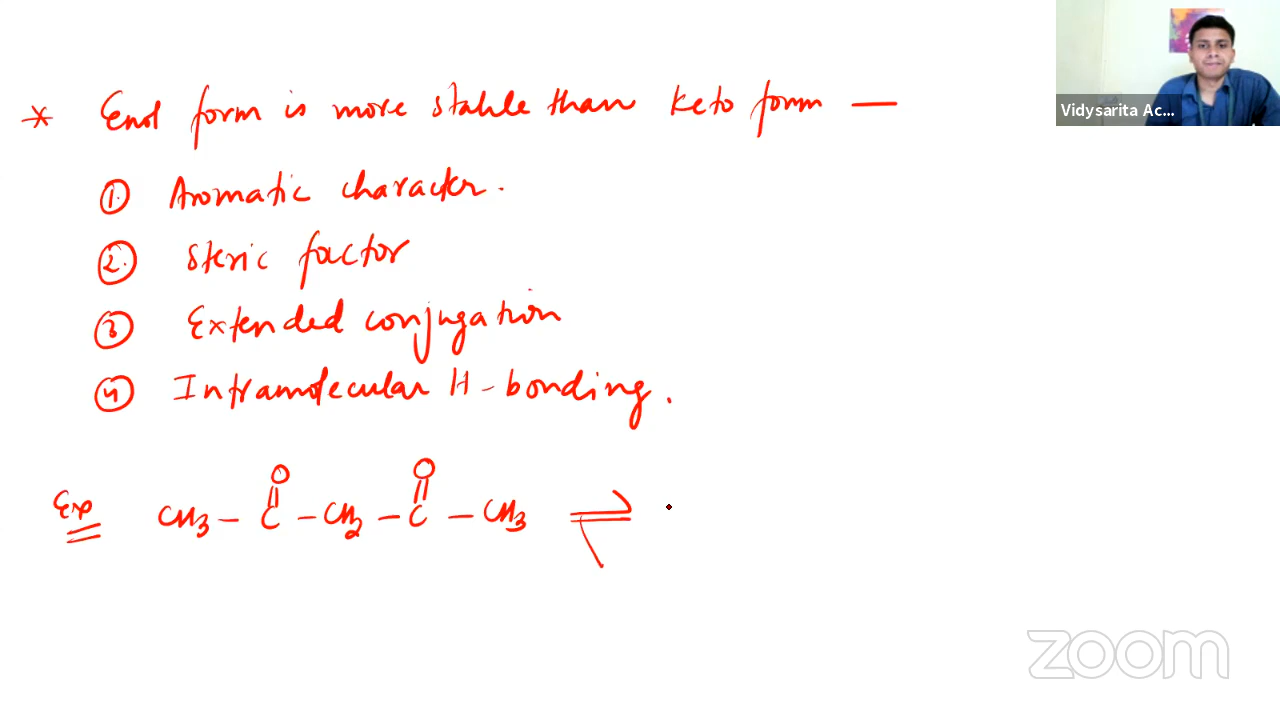 * Enol form is more stable than keto form —
① Aromatic character.
② Steric factor
③ Extended conjugation
④ Intramolecular H-bonding.
O O
Exp CH3 – C – CH2 – C – CH3 ⇌
Vidysarita Ac...
zoom